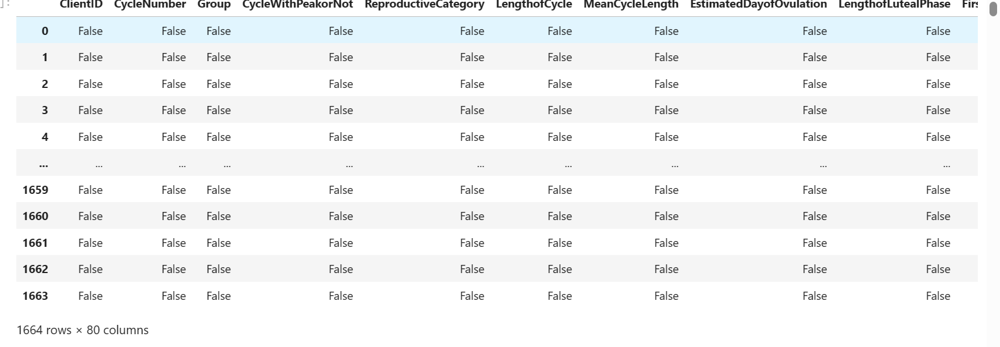 ]:
ClientID CycleNumber Group CycleWithPeakorNot ReproductiveCategory LengthofCycle MeanCycleLength EstimatedDayofOvulation LengthofLutealPhase Firs
0 False False False False False False False False False
1 False False False False False False False False False
2 False False False False False False False False False
3 False False False False False False False False False
4 False False False False False False False False False
... ... ... ... ... ... ... ... ... ...
1659 False False False False False False False False False
1660 False False False False False False False False False
1661 False False False False False False False False False
1662 False False False False False False False False False
1663 False False False False False False False False False
1664 rows × 80 columns